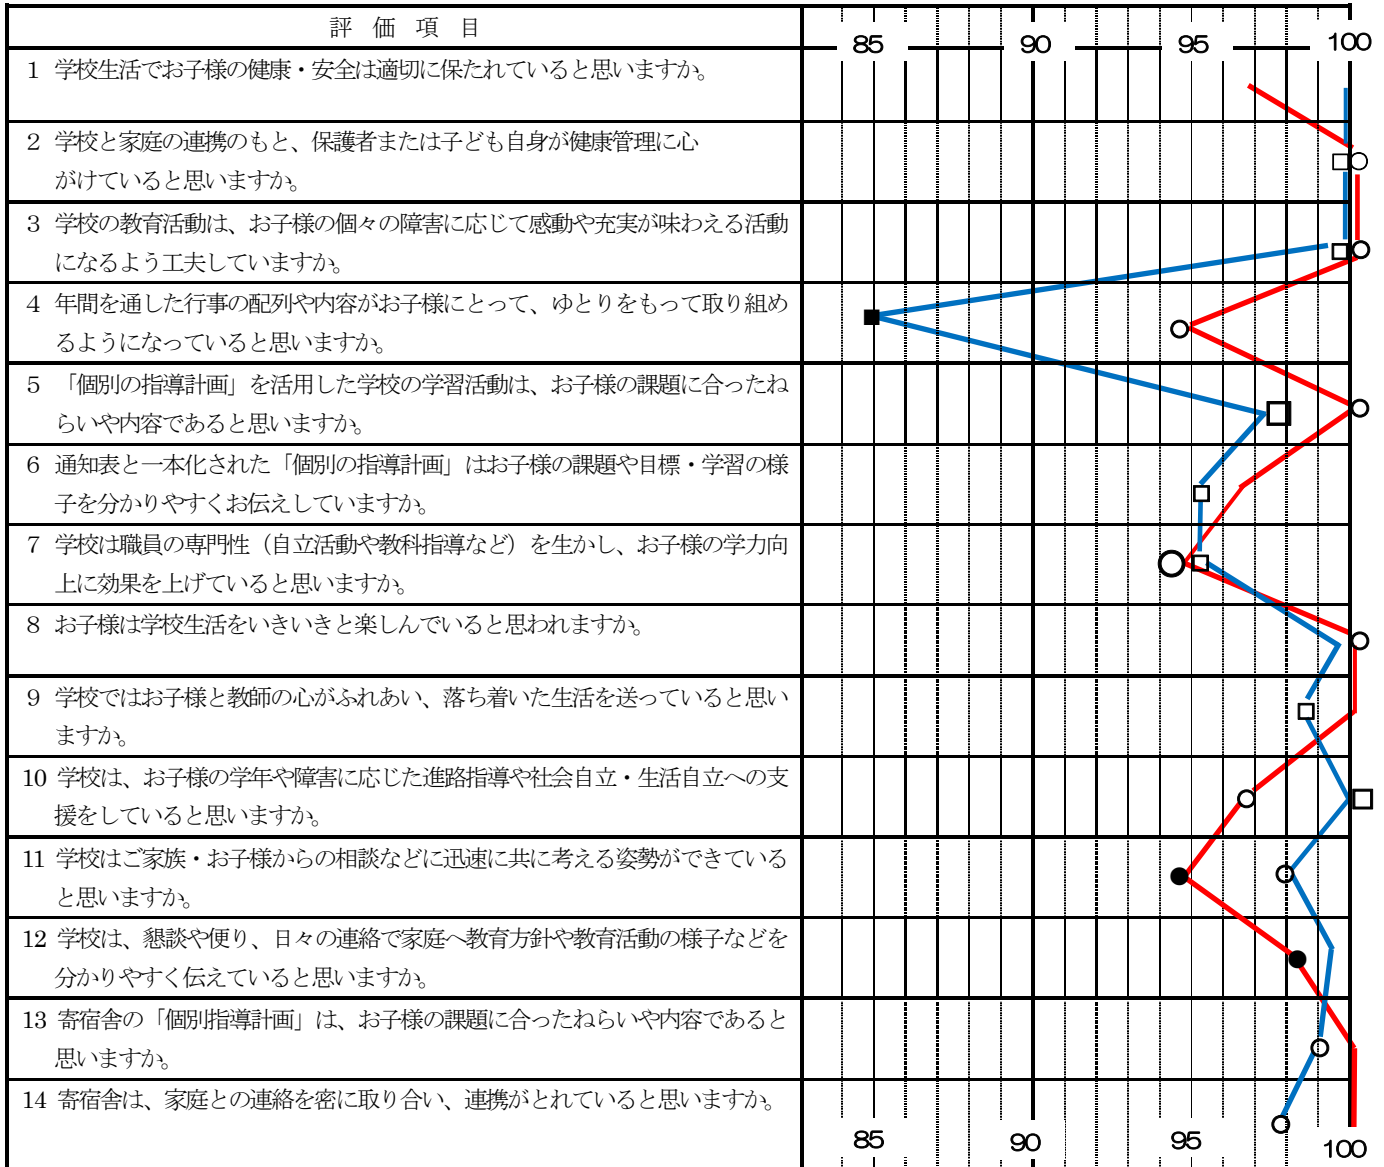 評 価 項 目
85 90 95 100
1 学校生活でお子様の健康・安全は適切に保たれていると思いますか。
2 学校と家庭の連携のもと、保護者または子ども自身が健康管理に心
がけていると思いますか。
3 学校の教育活動は、お子様の個々の障害に応じて感動や充実が味わえる活動
になるよう工夫していますか。
4 年間を通した行事の配列や内容がお子様にとって、ゆとりをもって取り組め
るようになっていると思いますか。
5 「個別の指導計画」を活用した学校の学習活動は、お子様の課題に合ったね
らいや内容であると思いますか。
6 通知表と一本化された「個別の指導計画」はお子様の課題や目標・学習の様
子を分かりやすくお伝えしていますか。
7 学校は職員の専門性（自立活動や教科指導など）を生かし、お子様の学力向
上に効果を上げていると思いますか。
8 お子様は学校生活をいきいきと楽しんでいると思われますか。
9 学校ではお子様と教師の心がふれあい、落ち着いた生活を送っていると思い
ますか。
10 学校は、お子様の学年や障害に応じた進路指導や社会自立・生活自立への支
援をしていると思いますか。
11 学校はご家族・お子様からの相談などに迅速に共に考える姿勢ができている
と思いますか。
12 学校は、懇談や便り、日々の連絡で家庭へ教育方針や教育活動の様子などを
分かりやすく伝えていると思いますか。
13 寄宿舎の「個別指導計画」は、お子様の課題に合ったねらいや内容であると
思いますか。
14 寄宿舎は、家庭との連絡を密に取り合い、連携がとれていると思いますか。
85 90 95 100